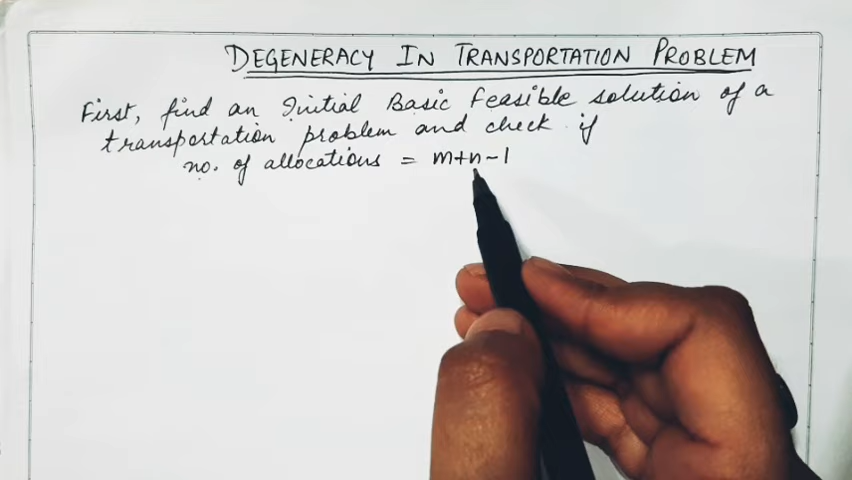 DEGENERACY IN TRANSPORTATION PROBLEM
First, find an Initial Basic Feasible solution of a
transportation problem and check if
no. of allocations = m+n-1